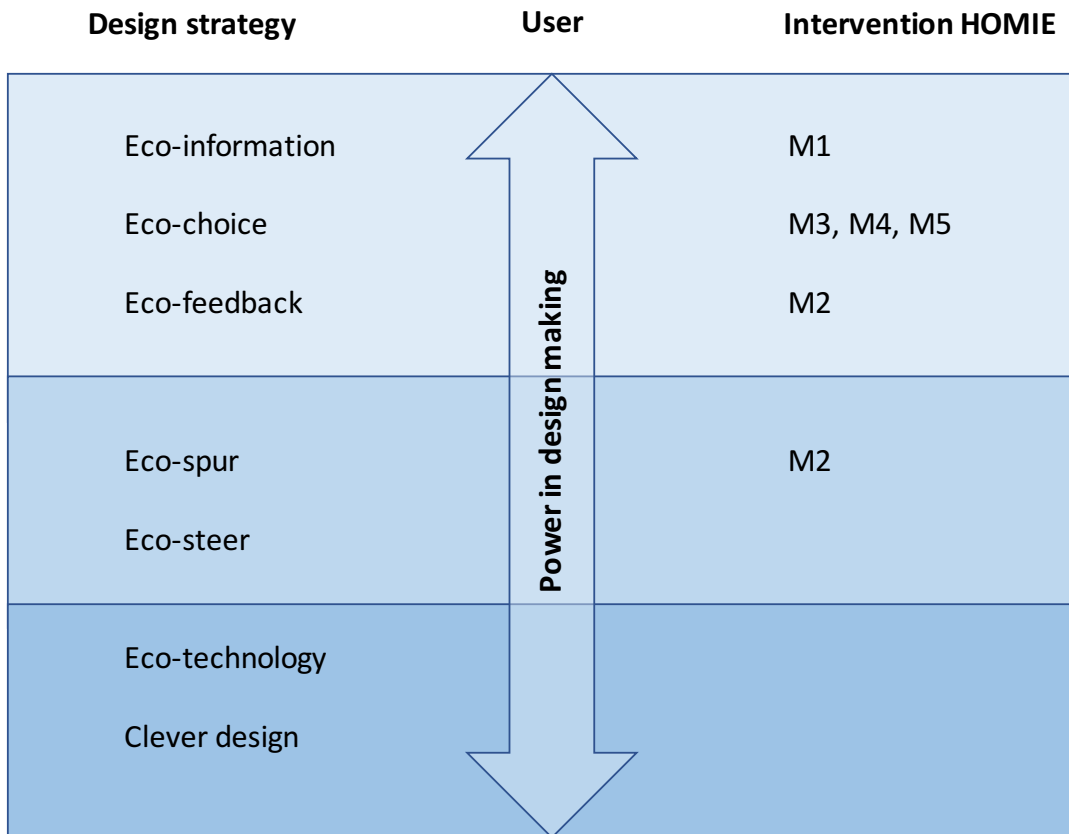 Design strategy User Intervention HOMIE
Eco-information M1
Eco-choice M3, M4, M5
Eco-feedback M2
Power in design making
Eco-spur M2
Eco-steer
Eco-technology
Clever design